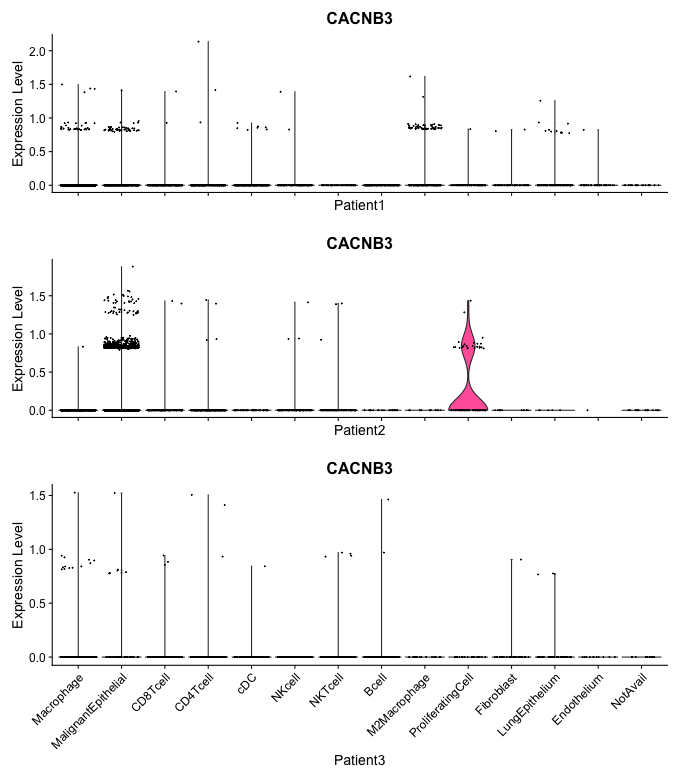 CACNB3
Expression Level
2.0
1.5
1.0
0.5
0.0
Patient1
CACNB3
Expression Level
1.5
1.0
0.5
0.0
Patient2
CACNB3
Expression Level
1.5
1.0
0.5
0.0
Macrophage
MalignantEpithelial
CD8Tcell
CD4Tcell
cDC
NKcell
NKTcell
Bcell
M2Macrophage
ProliferatingCell
Fibroblast
LungEpithelium
Endothelium
NotAvail
Patient3